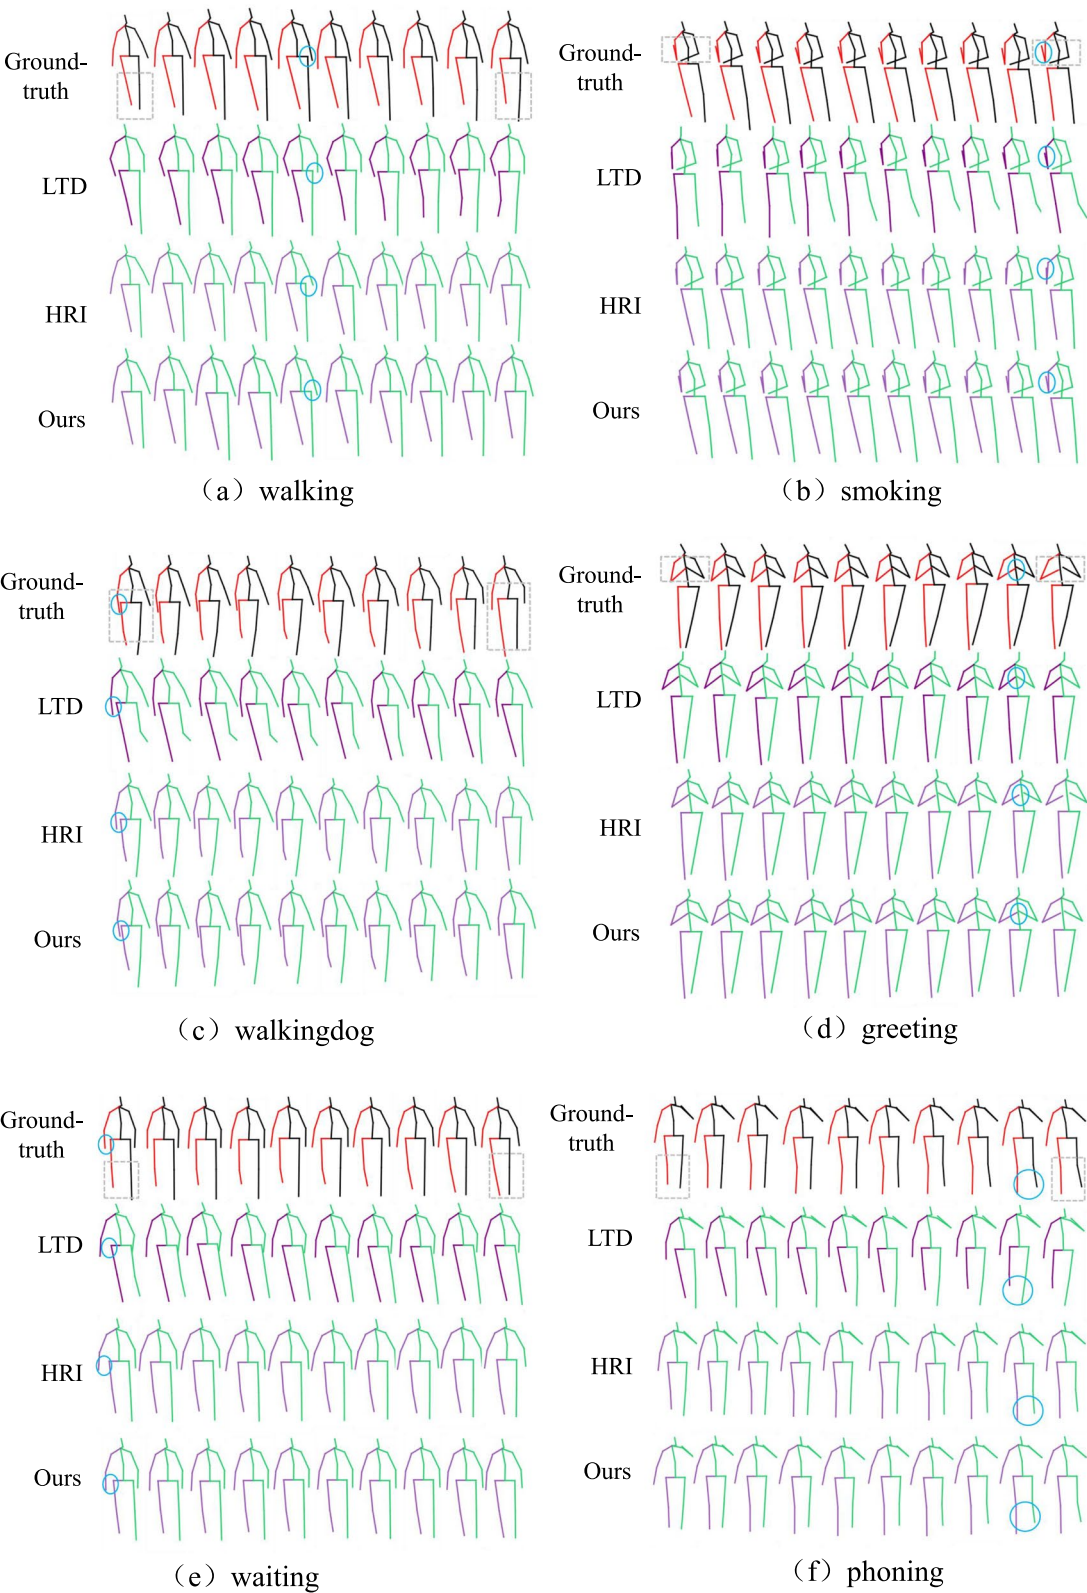 Ground-
truth
LTD
HRI
Ours
（a）walking
Ground-
truth
LTD
HRI
Ours
（b）smoking
Ground-
truth
LTD
HRI
Ours
（c）walkingdog
Ground-
truth
LTD
HRI
Ours
（d）greeting
Ground-
truth
LTD
HRI
Ours
（e）waiting
Ground-
truth
LTD
HRI
Ours
（f）phoning